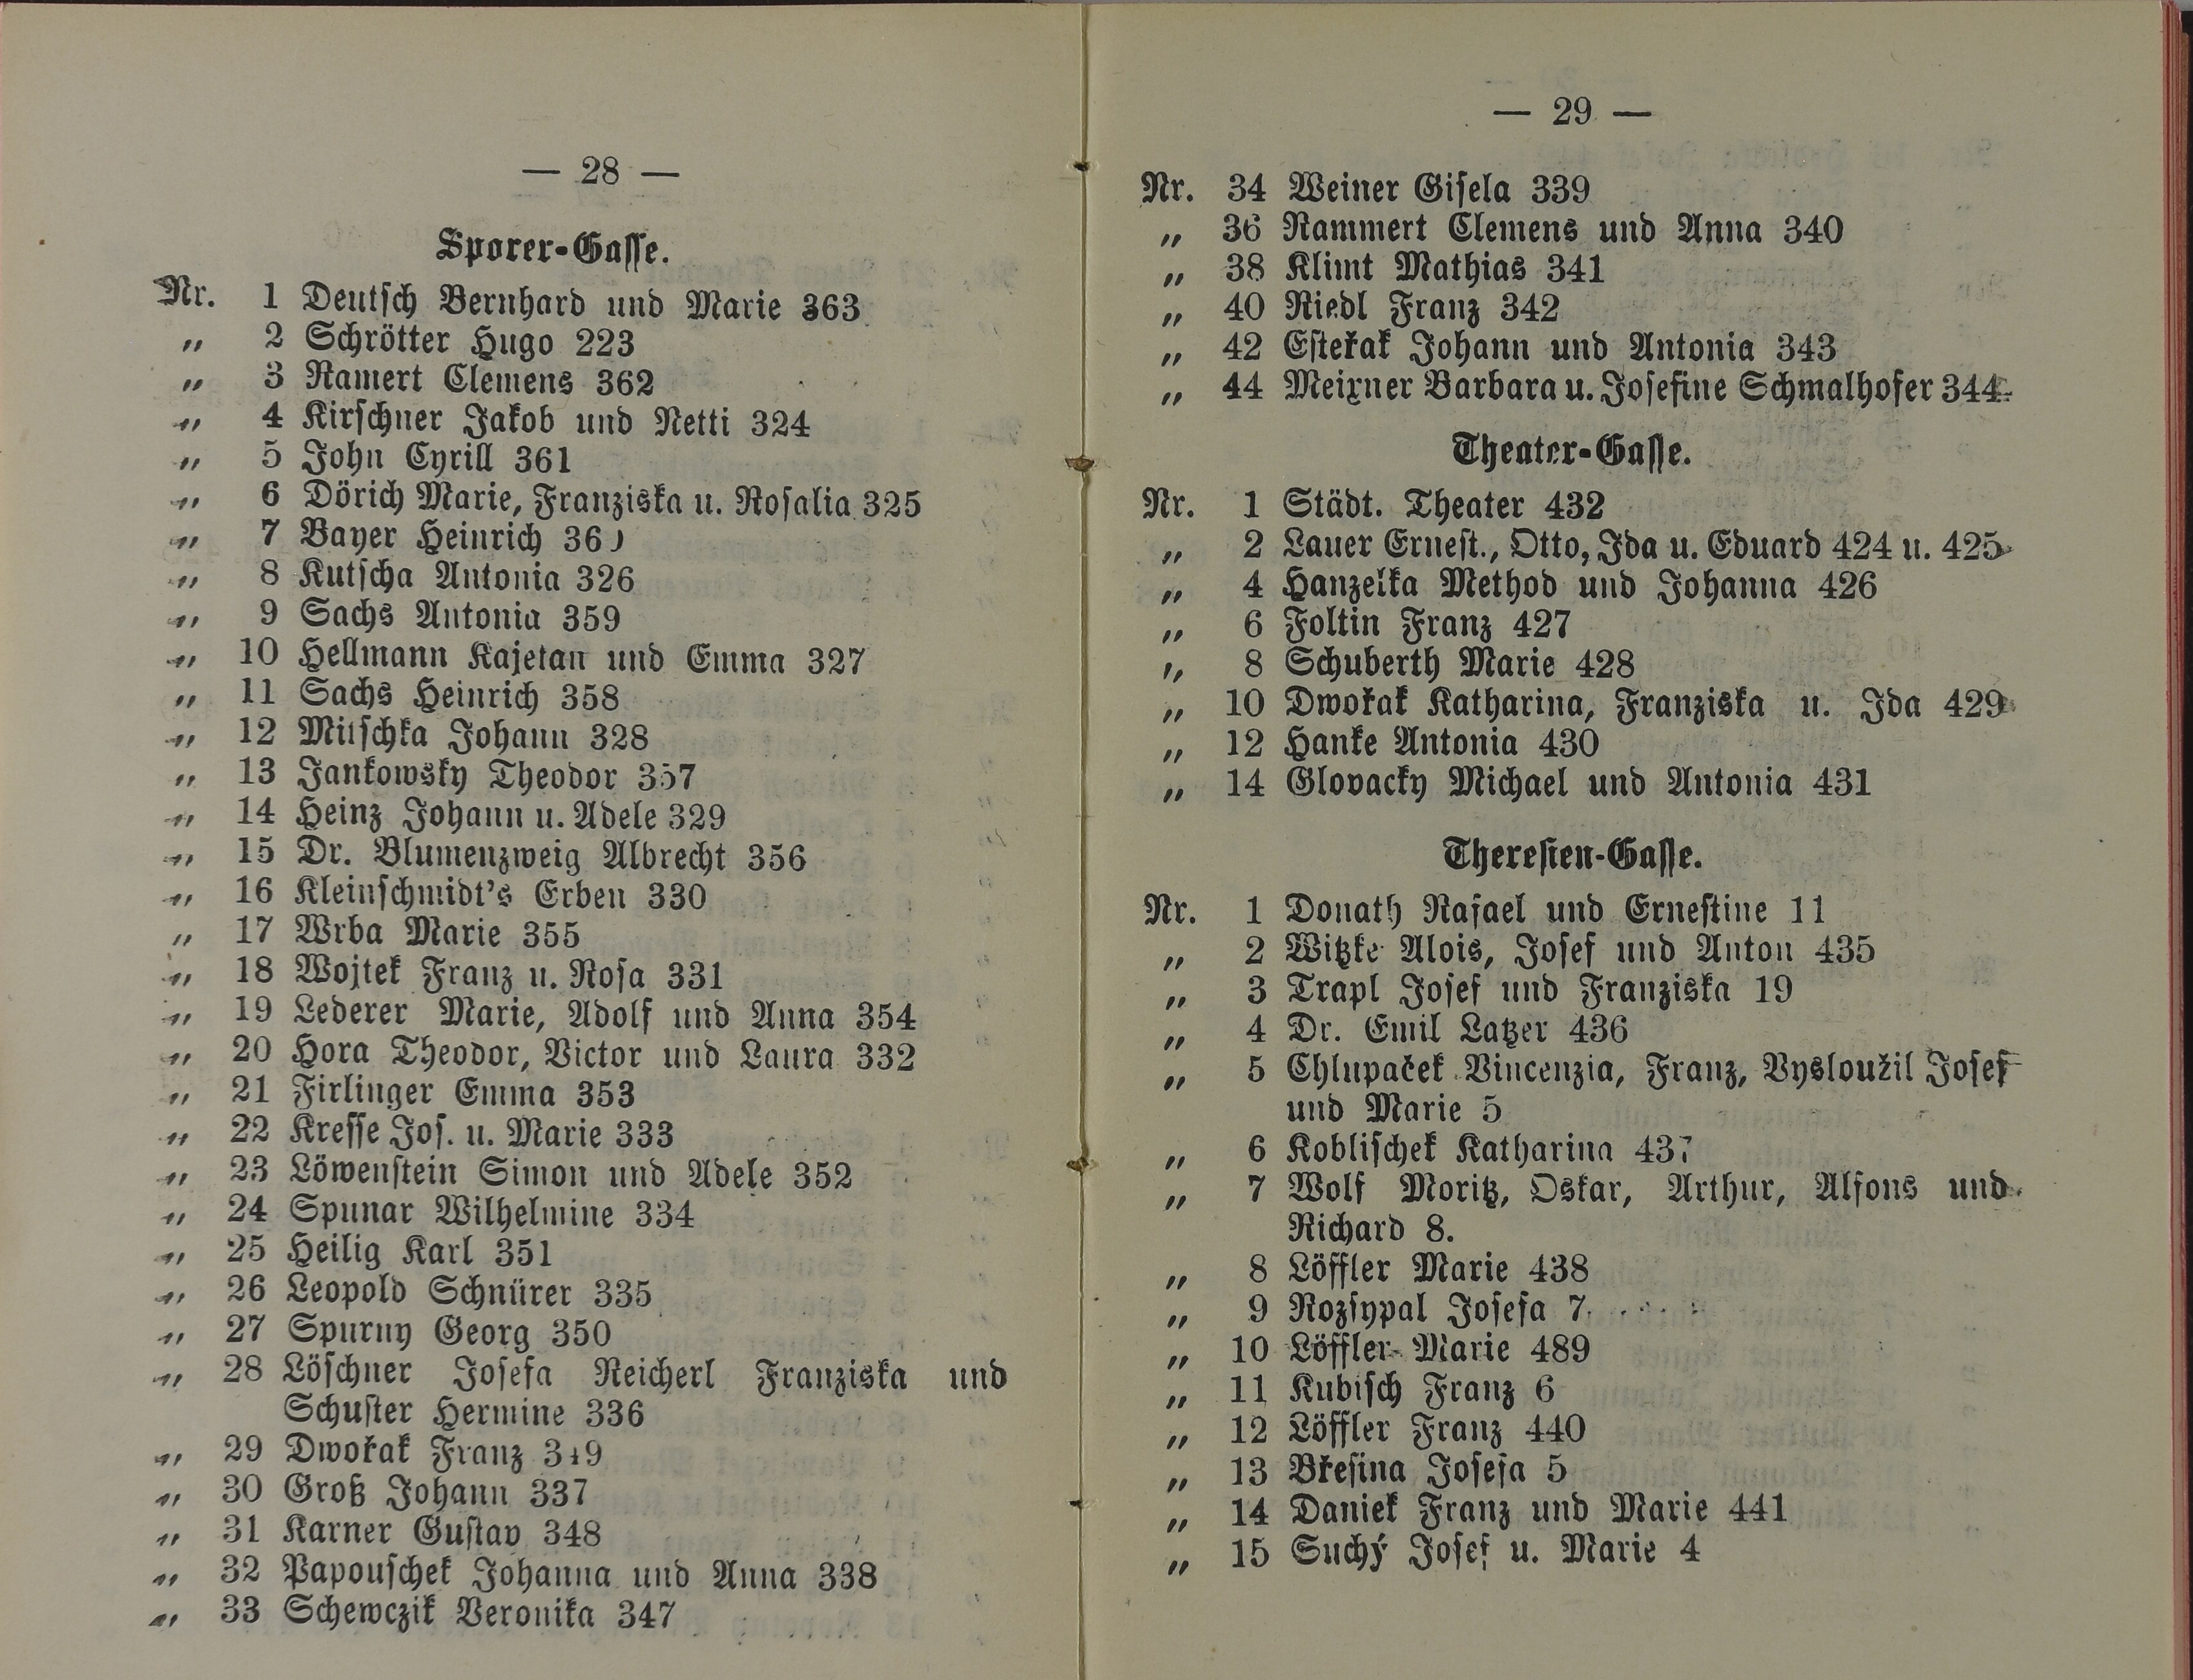 — 28 —
Sporer-Gasse.
Nr. 1 Deutsch Bernhard und Marie 363
„ 2 Schrötter Hugo 223
„ 3 Ramert Clemens 362
„ 4 Kirschner Jakob und Netti 324
„ 5 John Cyrill 361
„ 6 Dörich Marie, Franziska u. Rosalia 325
„ 7 Bayer Heinrich
„ 8 Kutscha Antonia 326
„ 9 Sachs Antonia 359
„ 10 Hellmann Kajetan und Emma 327
„ 11 Sachs Heinrich 358
„ 12 Mitschka Johann 328
„ 13 Jankowsky Theodor 357
„ 14 Heinz Johann u. Adele 329
„ 15 Dr. Blumenzweig Albrecht 356
„ 16 Kleinschmidt's Erben 330
„ 17 Wrba Marie 355
„ 18 Wojtek Franz u. Rosa 331
„ 19 Lederer Marie, Adolf und Anna 354
„ 20 Hora Theodor, Victor und Laura 332
„ 21 Firlinger Emma 353
„ 22 Kresse Jos. u. Marie 333
„ 23 Löwenstein Simon und Adele 352
„ 24 Spunar Wilhelmine 334
„ 25 Heilig Karl 351
„ 26 Leopold Schnürer 335
„ 27 Spurny Georg 350
„ 28 Löschner Josefa Reicherl Franziska und
Schuster Hermine 336
„ 29 Dwořak Franz 349
„ 30 Groß Johann 337
„ 31 Karner Gustav 348
„ 32 Papouschek Johanna und Anna 338
„ 33 Schewczik Veronika 347
— 29 —
Nr. 34 Weiner Gisela 339
„ 36 Rammert Clemens und Anna 340
„ 38 Klimt Mathias 341
„ 40 Riedl Franz 342
„ 42 Esteřak Johann und Antonia 343
„ 44 Meixner Barbara u. Josefine Schmalhofer 344
Theater-Gasse.
Nr. 1 Städt. Theater 432
„ 2 Lauer Ernest., Otto, Ida u. Eduard 424 u. 425
„ 4 Hanzelka Method und Johanna 426
„ 6 Foltin Franz 427
„ 8 Schuberth Marie 428
„ 10 Dwořak Katharina, Franziska u. Ida 429
„ 12 Hanke Antonia 430
„ 14 Glovacky Michael und Antonia 431
Theresien-Gasse.
Nr. 1 Donath Rafael und Ernestine 11
„ 2 Witzke Alois, Josef und Anton 435
„ 3 Trapl Josef und Franziska 19
„ 4 Dr. Emil Latzer 436
„ 5 Chlupaček Vincenzia, Franz, Vysloužil Josef
und Marie 5
„ 6 Koblischek Katharina 437
„ 7 Wolf Moritz, Oskar, Arthur, Alfons und
Richard 8.
„ 8 Löffler Marie 438
„ 9 Rozsypal Josefa 7
„ 10 Löffler Marie 489
„ 11 Kubisch Franz 6
„ 12 Löffler Franz 440
„ 13 Břesina Josefa 5
„ 14 Daniek Franz und Marie 441
„ 15 Suchý Josef u. Marie 4